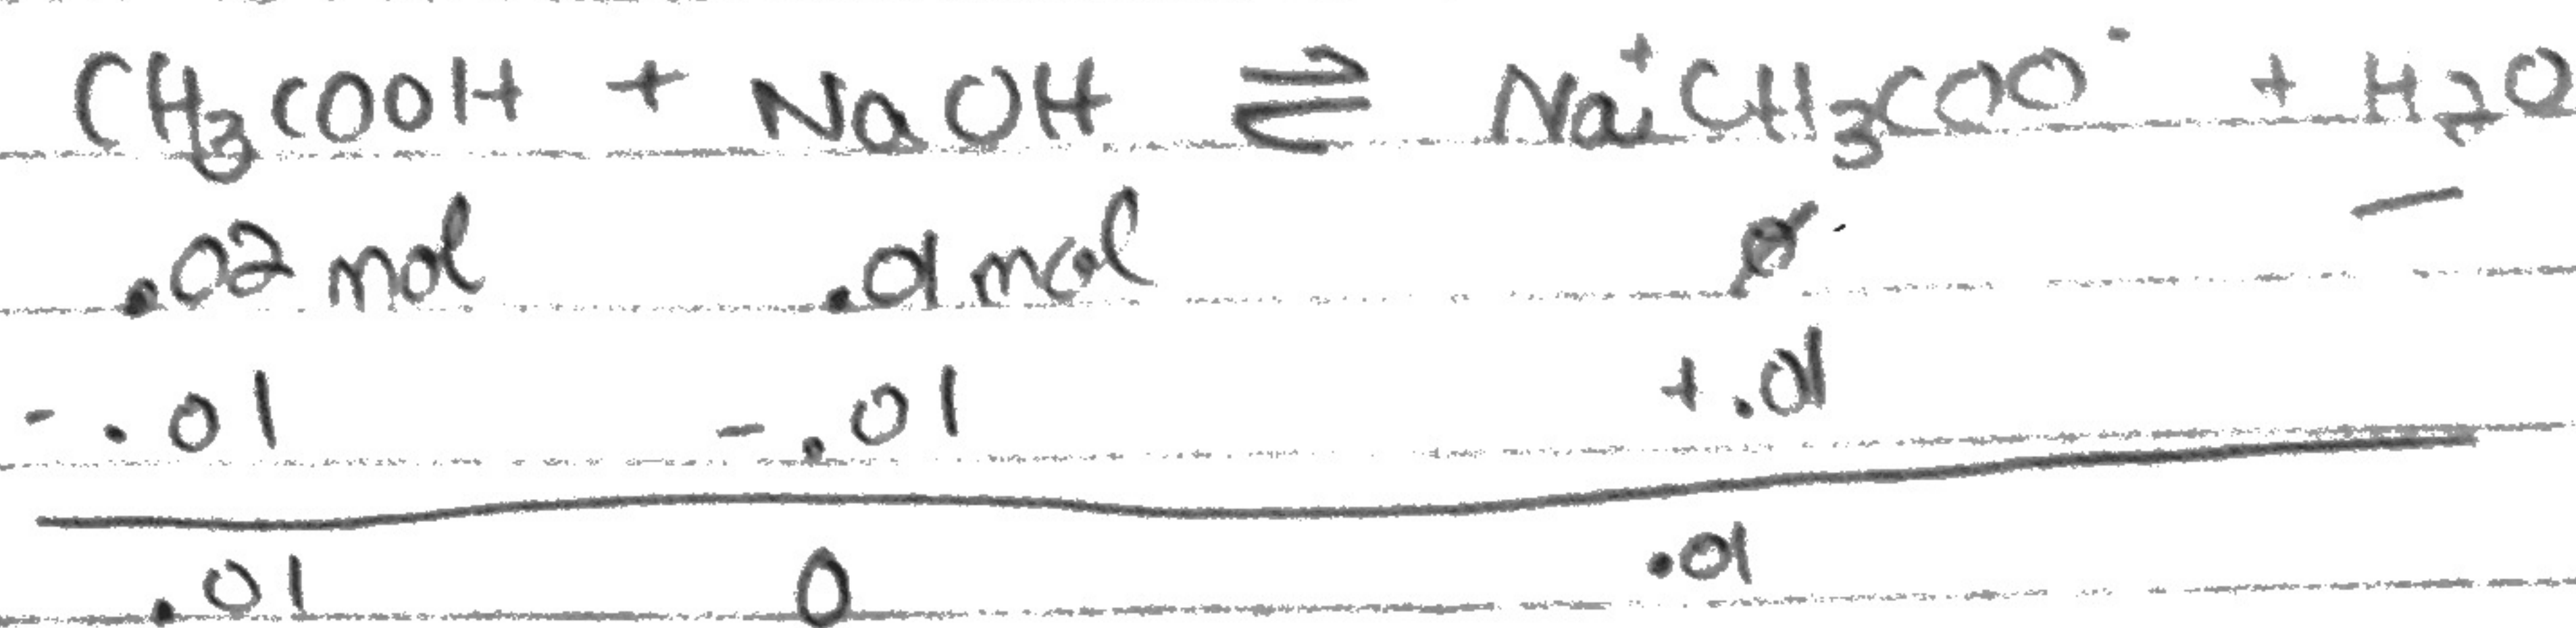 CH₃COOH + NaOH ⇌ Na⁺CH₃COO⁻ + H₂O
.02 mol .01 mol ∅ —
- .01 - .01 + .01
.01 0 .01